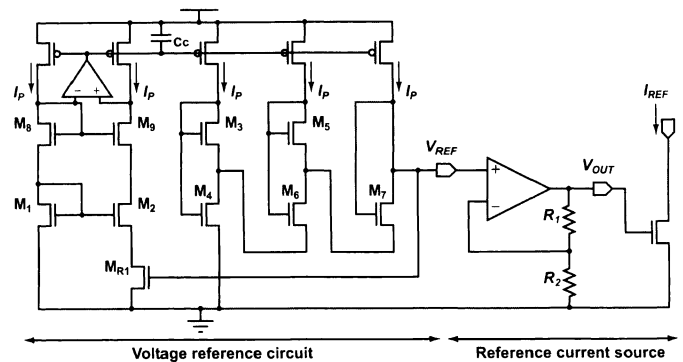 Cc
I_P I_P I_P I_P I_P
I_REF
M_8 M_9 M_3 M_5
V_REF
V_OUT
M_1 M_2 M_4 M_6 M_7
R_1
M_R1
R_2
- +
+
-
Voltage reference circuit
Reference current source